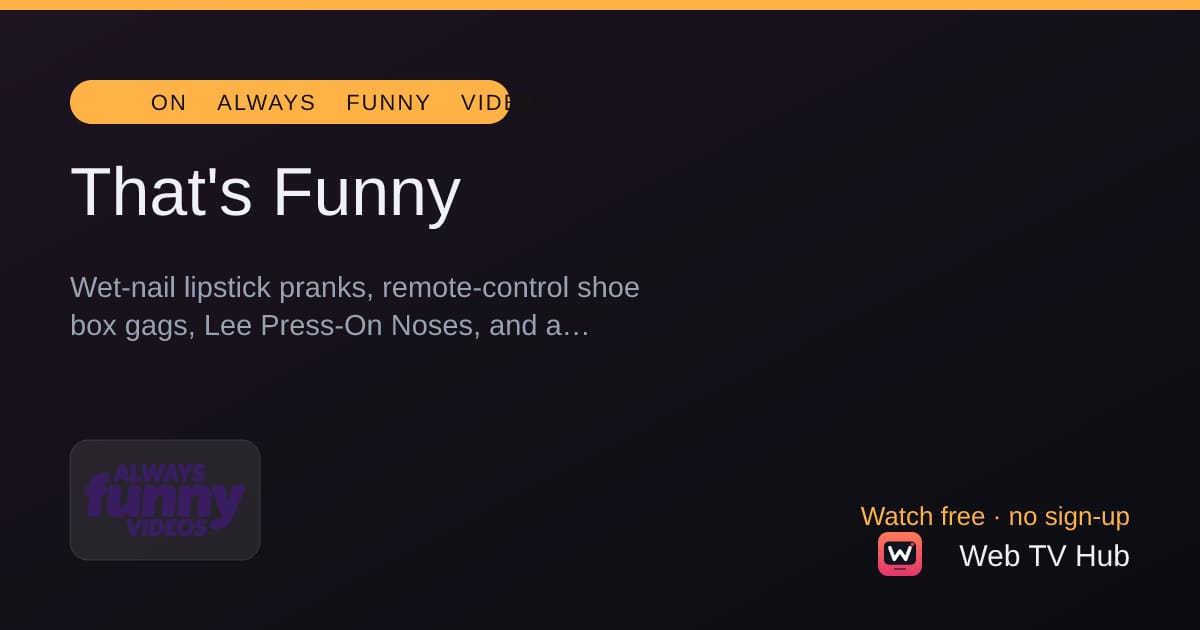 ON ALWAYS FUNNY VIDEOS
That's Funny
Wet-nail lipstick pranks, remote-control shoe
box gags, Lee Press-On Noses, and a…
ALWAYS
funny
VIDEOS
Watch free · no sign-up
Web TV Hub